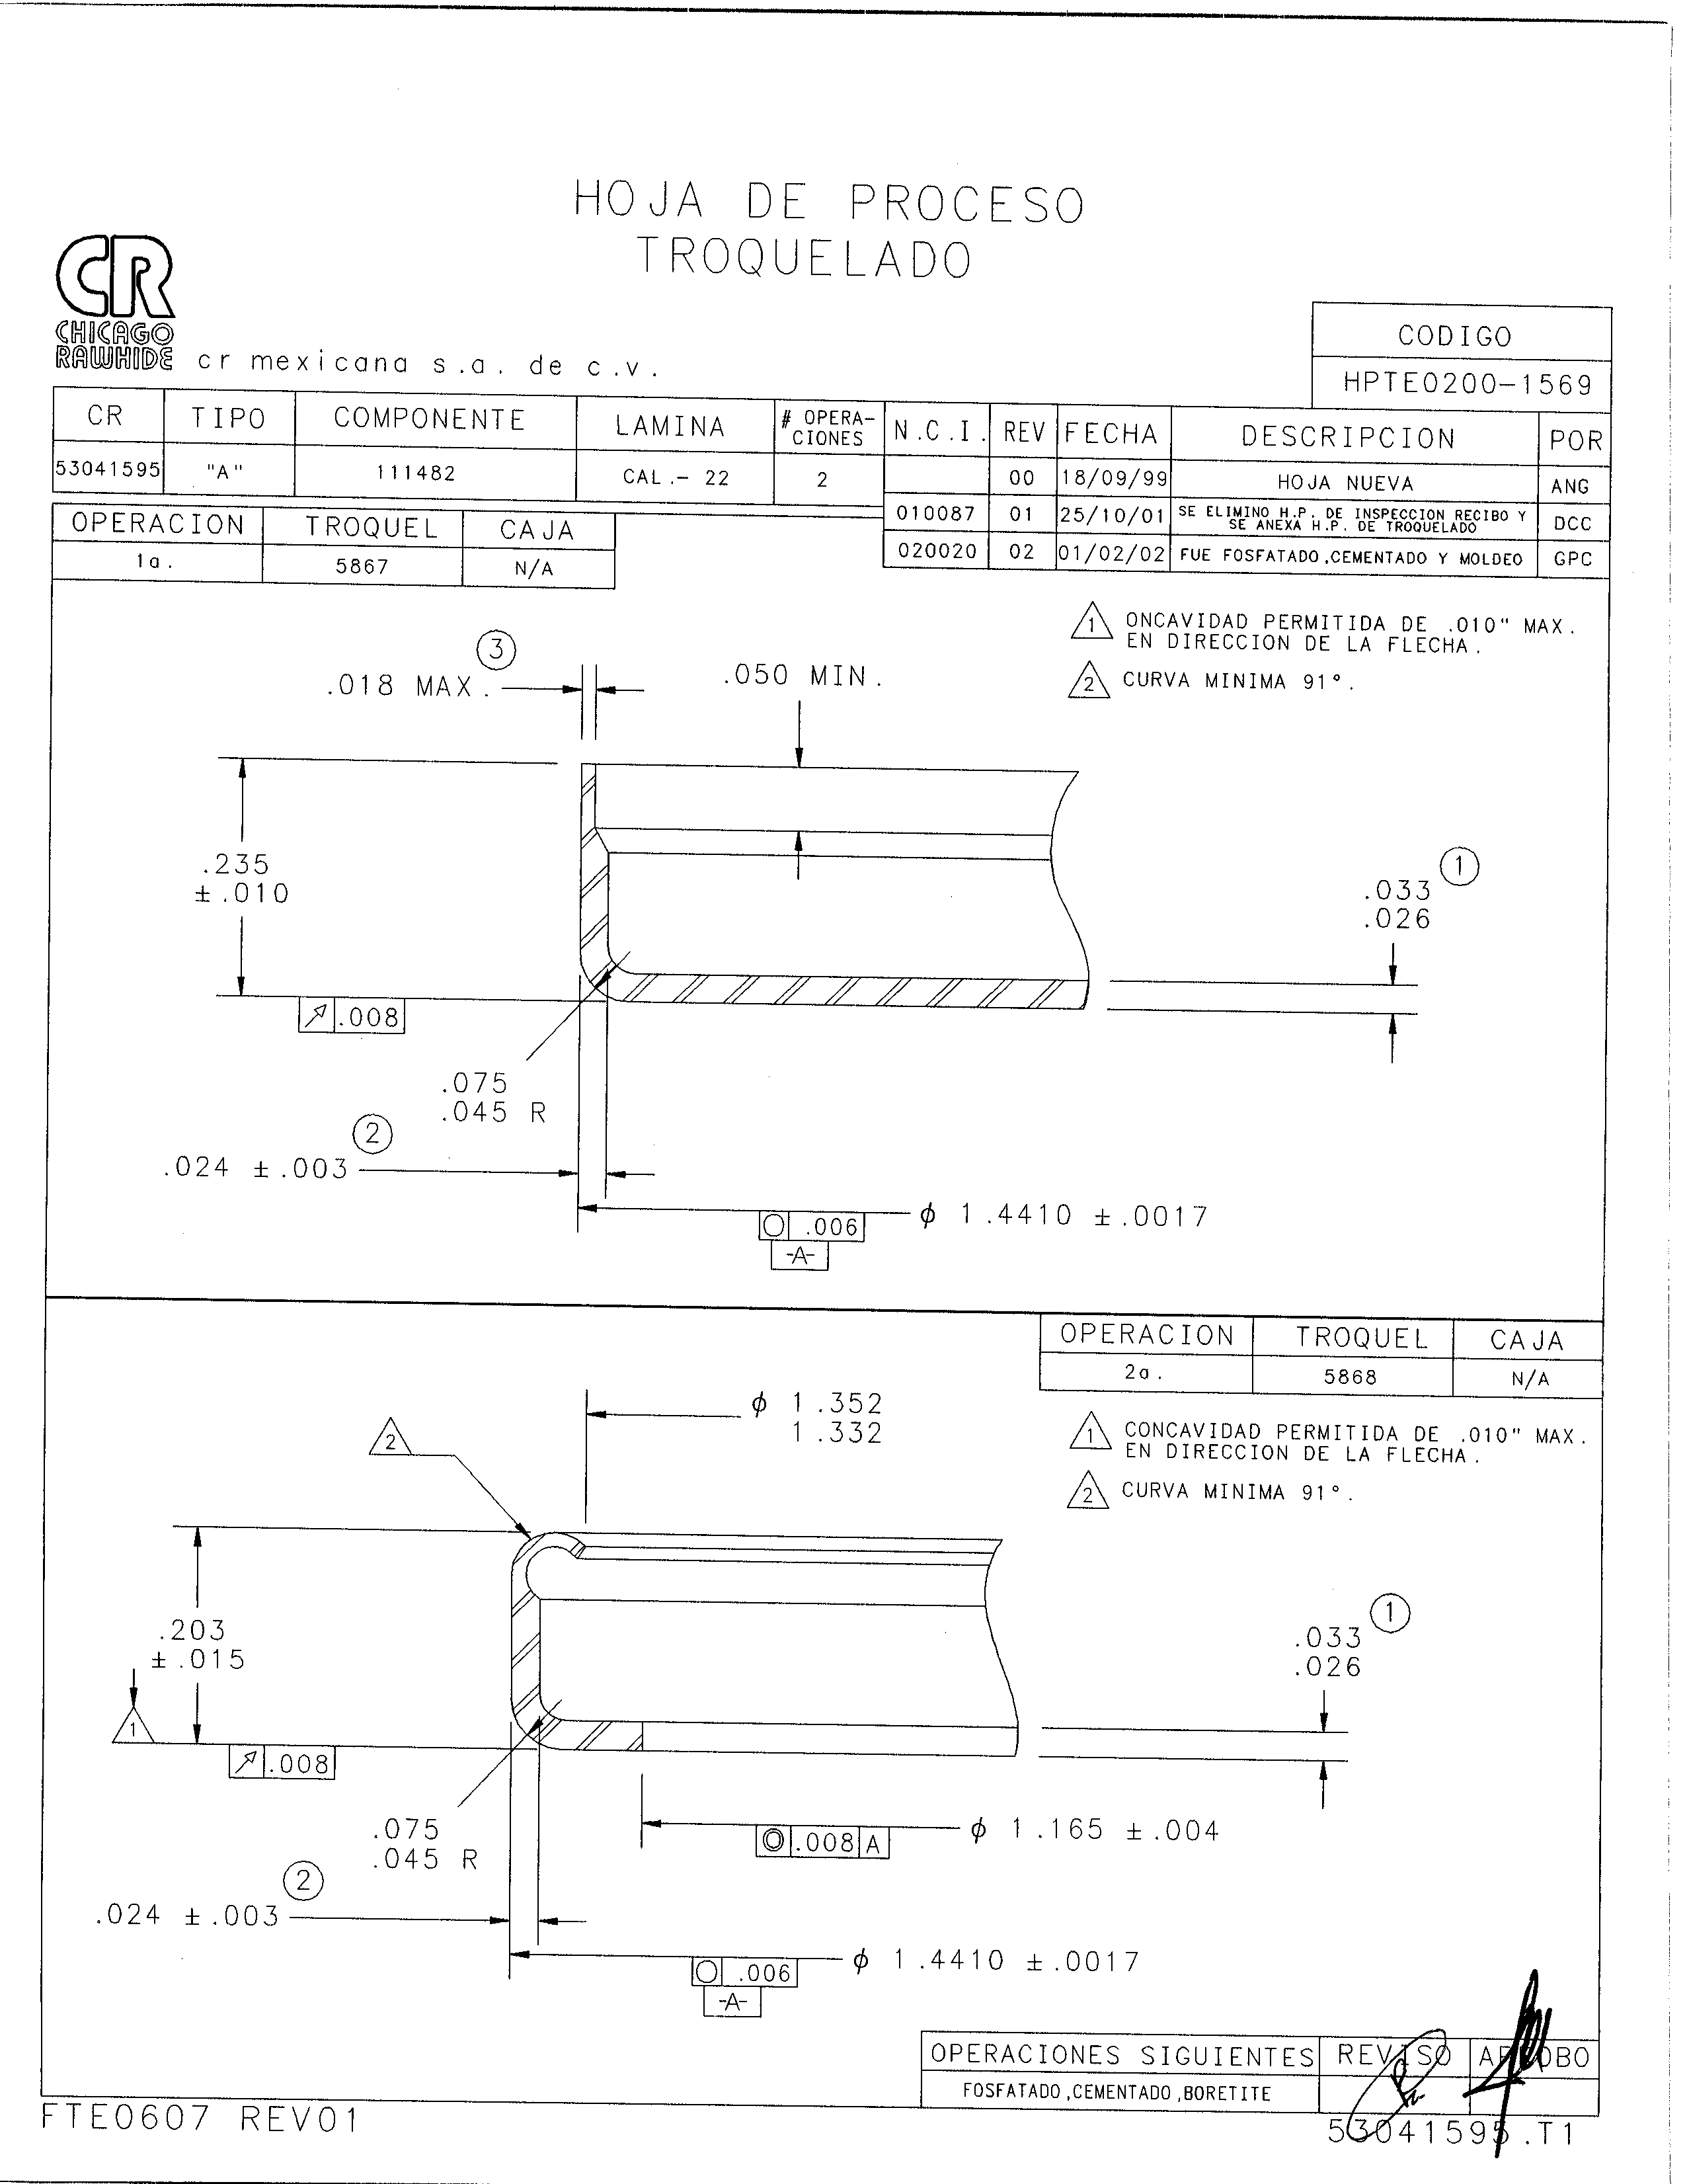 HOJA DE PROCESO
TROQUELADO
CR
CHICAGO
RAWHIDE
cr mexicana s.a. de c.v.
CODIGO
HPTE0200-1569
CR TIPO COMPONENTE LAMINA # OPERA-
CIONES
53041595 "A" 111482 CAL.- 22 2
N.C.I. REV FECHA DESCRIPCION POR
00 18/09/99 HOJA NUEVA ANG
010087 01 25/10/01 SE ELIMINO H.P. DE INSPECCION RECIBO Y
SE ANEXA H.P. DE TROQUELADO DCC
020020 02 01/02/02 FUE FOSFATADO,CEMENTADO Y MOLDEO GPC
OPERACION TROQUEL CAJA
1a. 5867 N/A
1 ONCAVIDAD PERMITIDA DE .010" MAX.
EN DIRECCION DE LA FLECHA.
2 CURVA MINIMA 91°.
3
.018 MAX.
.050 MIN.
.235
±.010
1
.033
.026
.008
.075
.045 R
2
.024 ±.003
φ 1.4410 ±.0017
.006
-A-
OPERACION TROQUEL CAJA
2a. 5868 N/A
1 CONCAVIDAD PERMITIDA DE .010" MAX.
EN DIRECCION DE LA FLECHA.
2 CURVA MINIMA 91°.
φ 1.352
1.332
2
.203
±.015
1
1
.033
.026
.008
.075
.045 R
.008 A
φ 1.165 ±.004
2
.024 ±.003
φ 1.4410 ±.0017
.006
-A-
OPERACIONES SIGUIENTES REVISO APROBO
FOSFATADO,CEMENTADO,BORETITE
FTE0607 REV01
53041595.T1